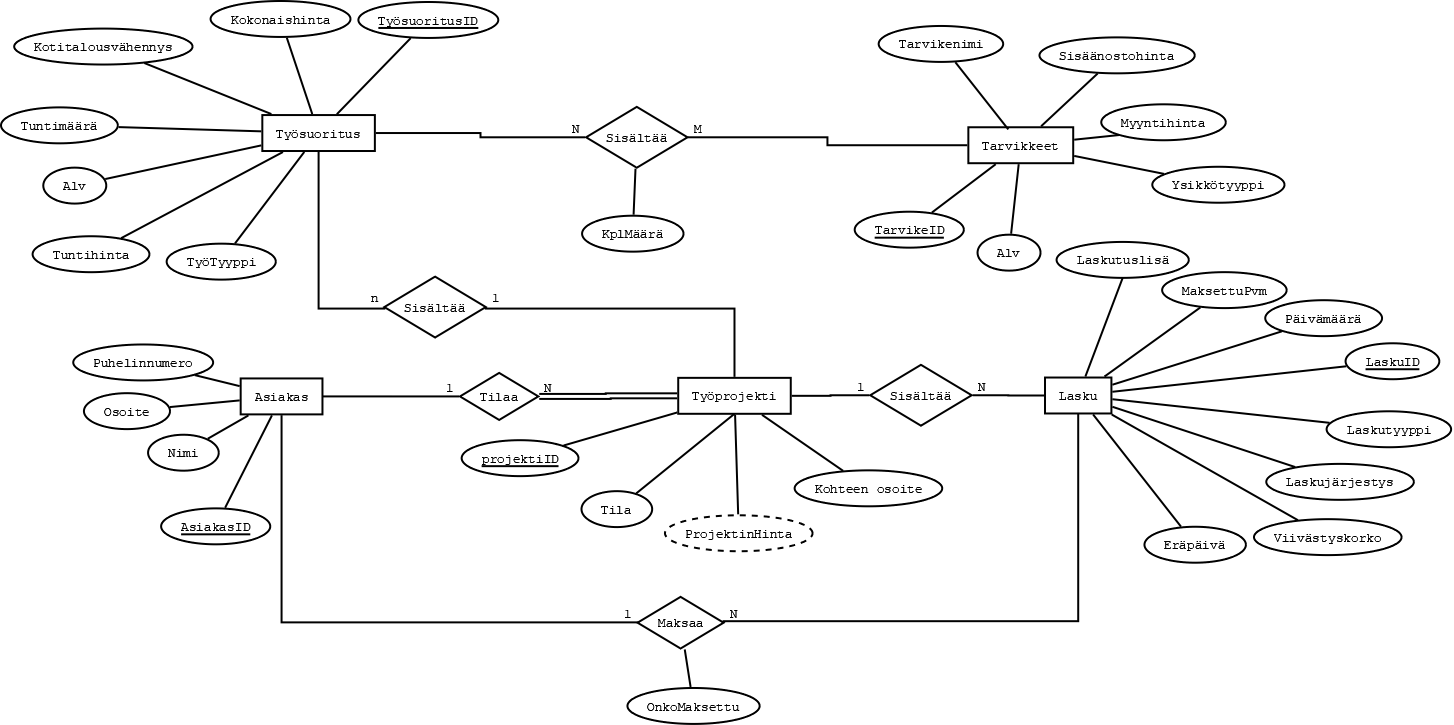 Kokonaishinta
TyösuoritusID
Kotitalousvähennys
Tarvikenimi
Sisäänostohinta
Tuntimäärä
Työsuoritus
N
Sisältää
M
Tarvikkeet
Myyntihinta
Alv
Ysikkötyyppi
KplMäärä
TarvikeID
Tuntihinta
TyöTyyppi
Alv
Laskutuslisä
MaksettuPvm
n
Sisältää
1
Päivämäärä
Puhelinnumero
LaskuID
Asiakas
1
Tilaa
N
Työprojekti
1
Sisältää
N
Lasku
Osoite
Laskutyyppi
Nimi
projektiID
Kohteen osoite
Laskujärjestys
Tila
AsiakasID
ProjektinHinta
Eräpäivä
Viivästyskorko
1
Maksaa
N
OnkoMaksettu